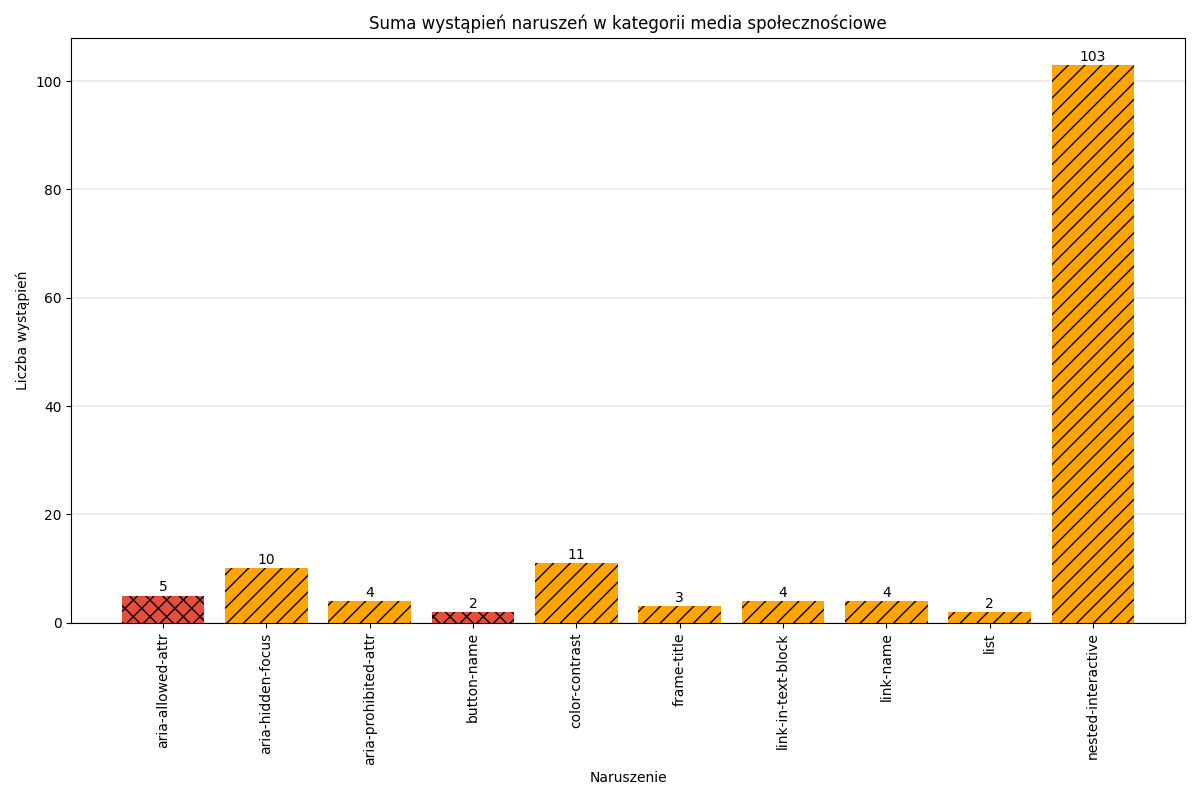 Suma wystąpień naruszeń w kategorii media społecznościowe
Liczba wystąpień
100
80
60
40
20
0
5
10
4
2
11
3
4
4
2
103
aria-allowed-attr
aria-hidden-focus
aria-prohibited-attr
button-name
color-contrast
frame-title
link-in-text-block
link-name
list
nested-interactive
Naruszenie